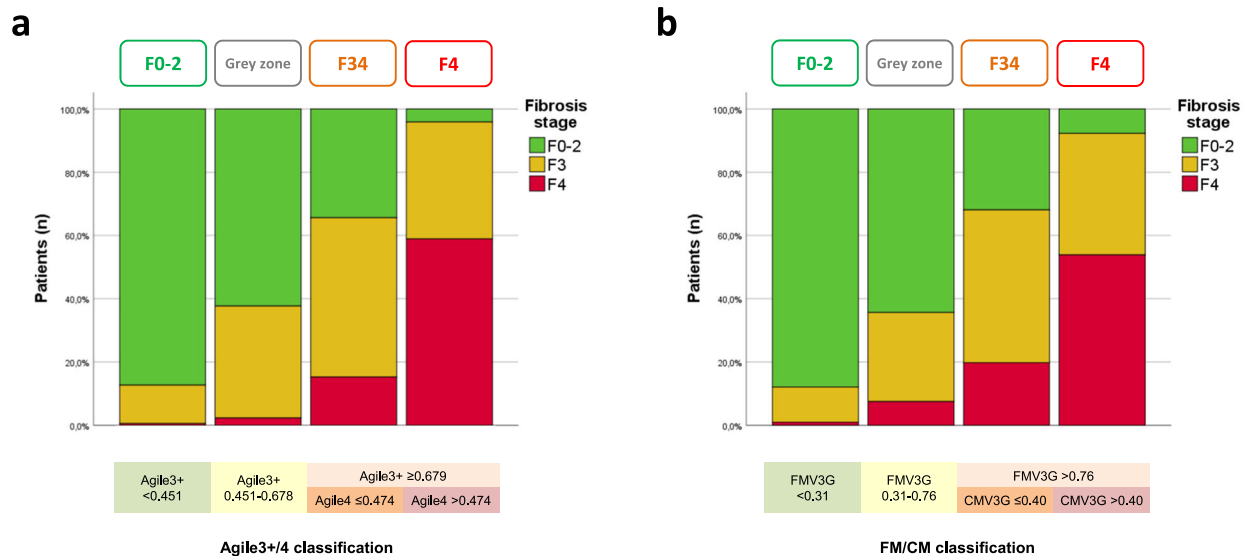 a
F0-2
Grey zone
F34
F4
100,0%
80,0%
60,0%
40,0%
20,0%
0,0%
Patients (n)
Fibrosis
stage
F0-2
F3
F4
Agile3+
<0.451
Agile3+
0.451-0.678
Agile3+ ≥0.679
Agile4 ≤0.474
Agile4 >0.474
Agile3+/4 classification
b
F0-2
Grey zone
F34
F4
100,0%
80,0%
60,0%
40,0%
20,0%
0,0%
Patients (n)
Fibrosis
stage
F0-2
F3
F4
FMV3G
<0.31
FMV3G
0.31-0.76
FMV3G >0.76
CMV3G ≤0.40
CMV3G >0.40
FM/CM classification